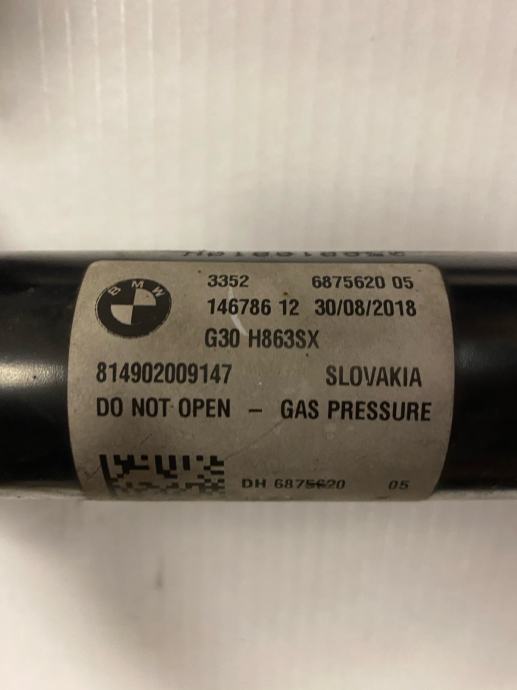 BMW
3352 6875620 05
146786 12 30/08/2018
G30 H863SX
814902009147 SLOVAKIA
DO NOT OPEN – GAS PRESSURE
DH 6875620 05